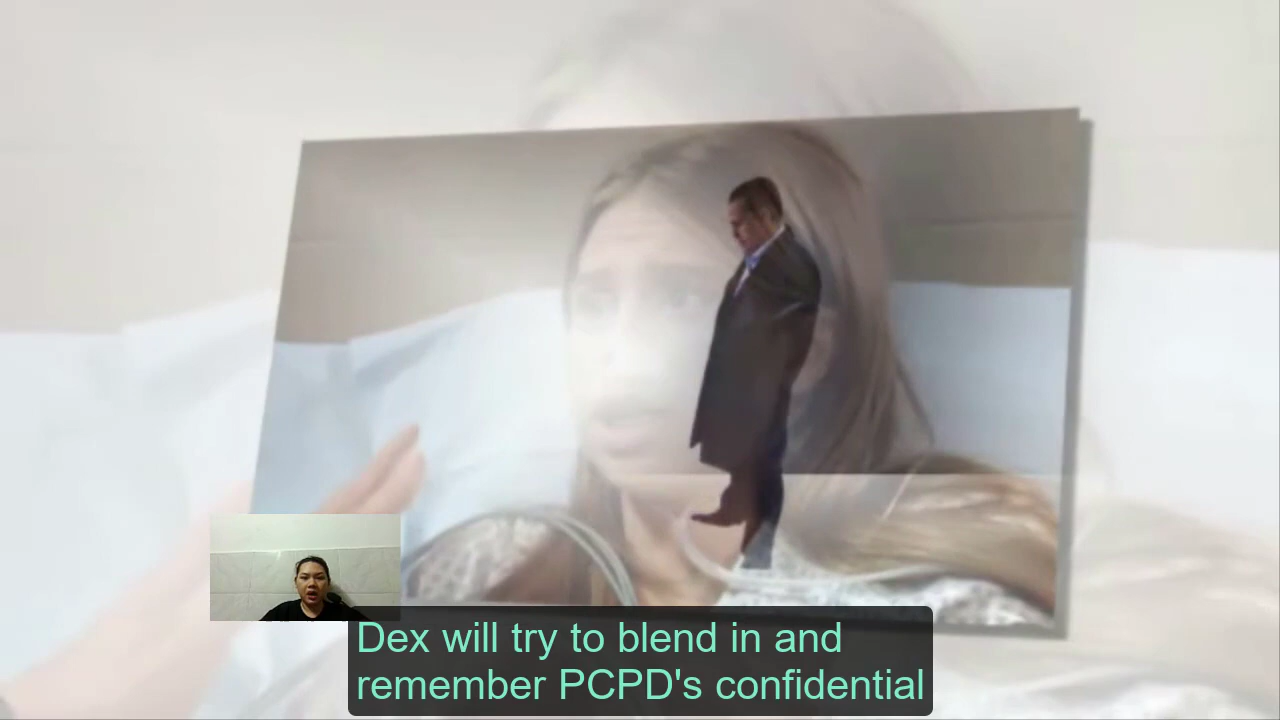 Dex will try to blend in and
remember PCPD's confidential